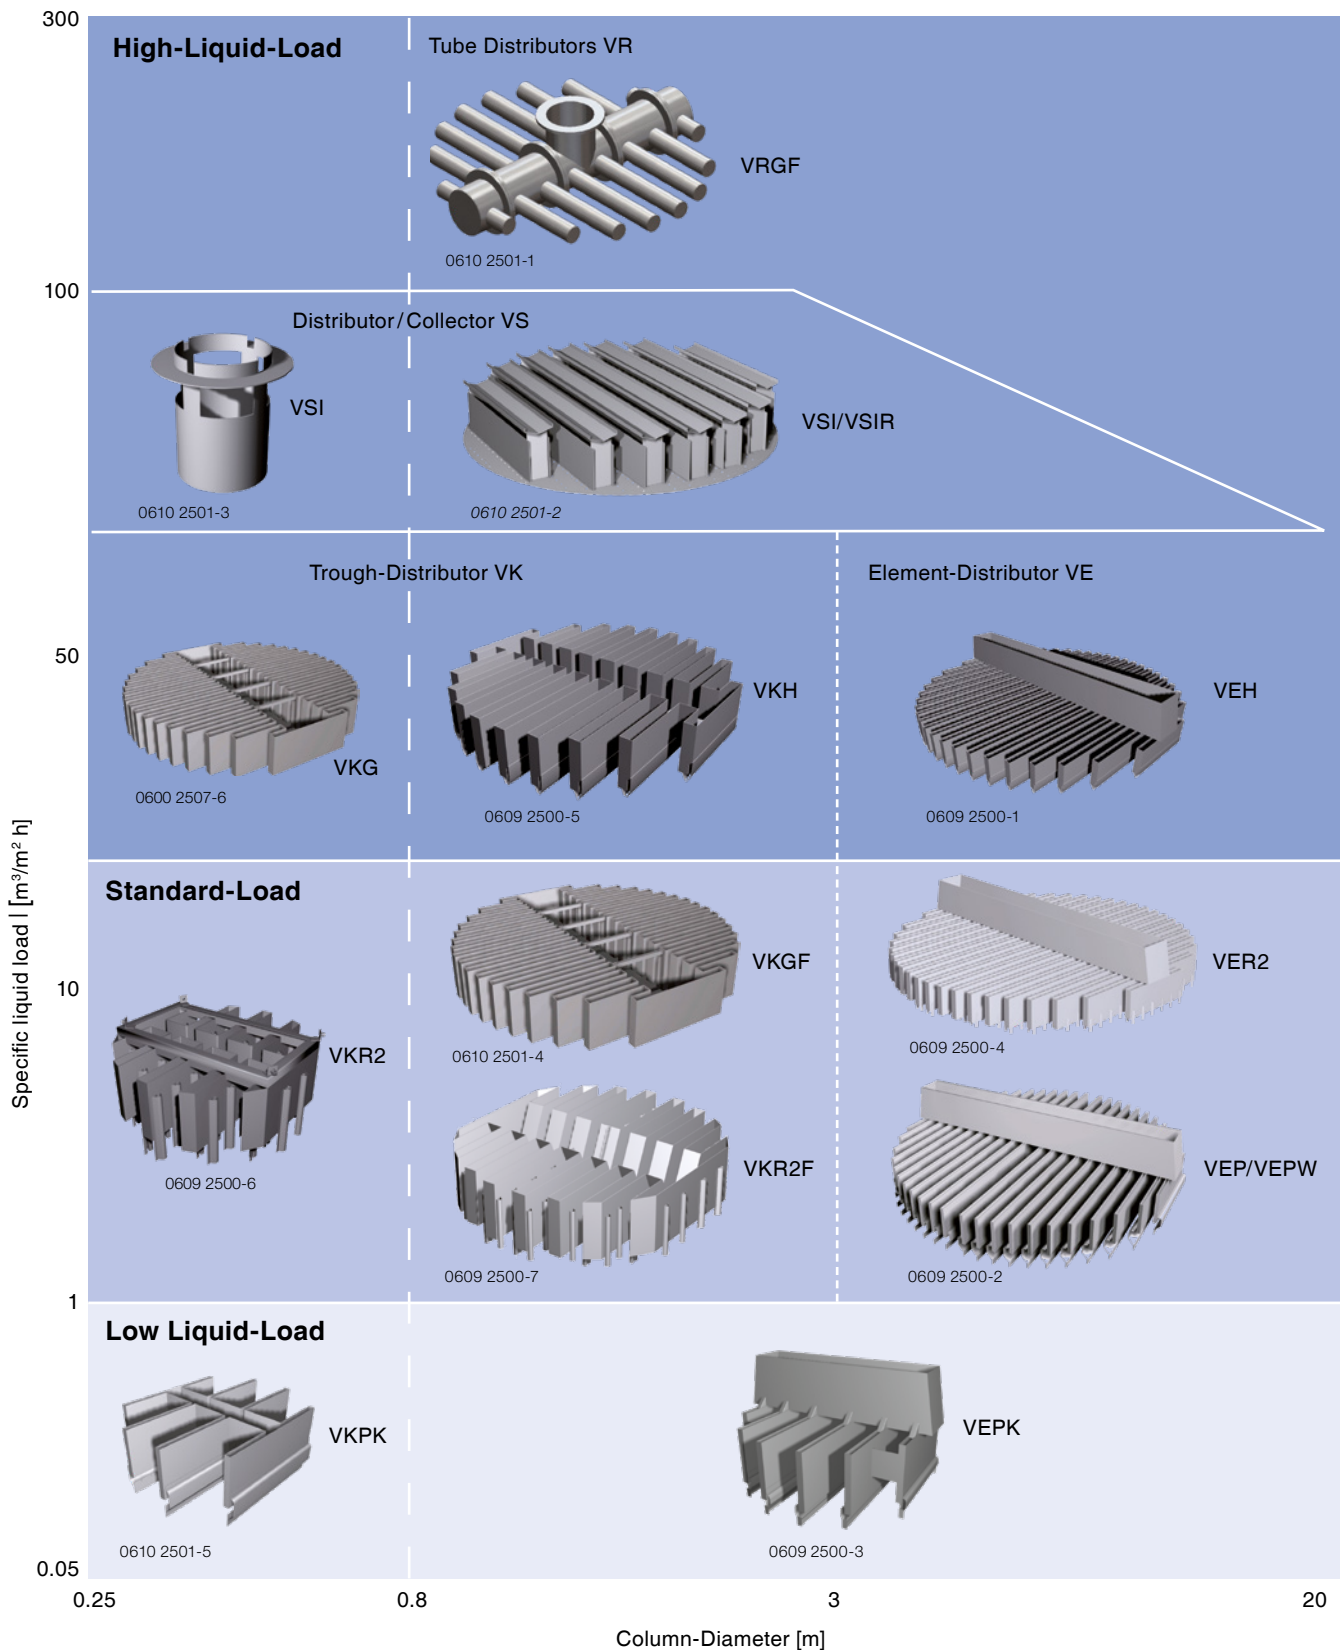 300
High-Liquid-Load
Tube Distributors VR
VRGF
0610 2501-1
100
Distributor/Collector VS
VSI
VSI/VSIR
0610 2501-3
0610 2501-2
Trough-Distributor VK
Element-Distributor VE
50
VKG
VKH
VEH
0600 2507-6
0609 2500-5
0609 2500-1
Specific liquid load l [m³/m² h]
Standard-Load
VKGF
VER2
10
VKR2
0610 2501-4
0609 2500-4
VKR2F
VEP/VEPW
0609 2500-6
0609 2500-7
0609 2500-2
1
Low Liquid-Load
VKPK
VEPK
0610 2501-5
0609 2500-3
0.05
0.25
0.8
3
20
Column-Diameter [m]